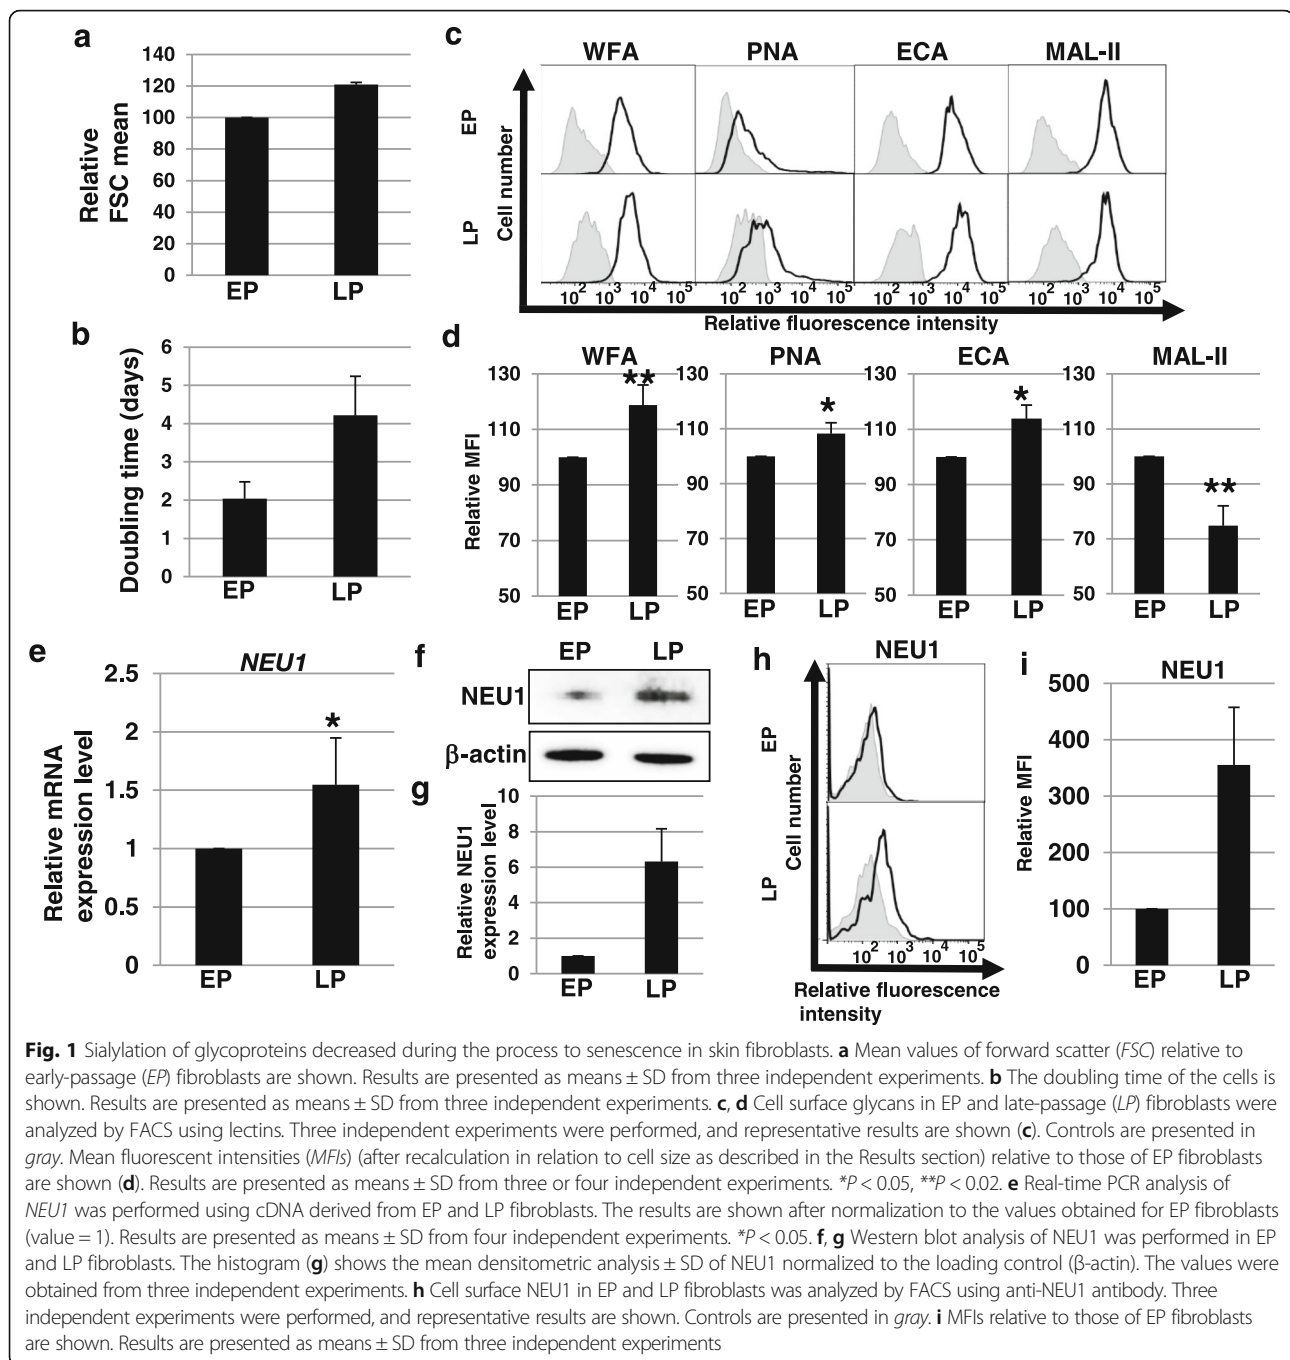 a
140
120
100
80
60
40
20
0
Relative
FSC mean
EP LP
b
6
5
4
3
2
1
0
Doubling time (days)
EP LP
c
WFA PNA ECA MAL-II
EP
LP
Cell number
10² 10³ 10⁴ 10⁵ 10² 10³ 10⁴ 10⁵ 10² 10³ 10⁴ 10⁵ 10² 10³ 10⁴ 10⁵
Relative fluorescence intensity
d
WFA PNA ECA MAL-II
130 130 130 130
110 110 110 110
90 90 90 90
70 70 70 70
50 50 50 50
Relative MFI
** * * **
EP LP EP LP EP LP EP LP
e
NEU1
2.5
2
1.5
1
0.5
0
Relative mRNA
expression level
*
EP LP
f
EP LP
NEU1
β-actin
g
10
8
6
4
2
0
Relative NEU1
expression level
EP LP
h
NEU1
EP
LP
Cell number
10² 10³ 10⁴ 10⁵
Relative fluorescence
intensity
i
NEU1
500
400
300
200
100
0
Relative MFI
EP LP
Fig. 1 Sialylation of glycoproteins decreased during the process to senescence in skin fibroblasts. a Mean values of forward scatter (FSC) relative to
early-passage (EP) fibroblasts are shown. Results are presented as means ± SD from three independent experiments. b The doubling time of the cells is
shown. Results are presented as means ± SD from three independent experiments. c, d Cell surface glycans in EP and late-passage (LP) fibroblasts were
analyzed by FACS using lectins. Three independent experiments were performed, and representative results are shown (c). Controls are presented in
gray. Mean fluorescent intensities (MFIs) (after recalculation in relation to cell size as described in the Results section) relative to those of EP fibroblasts
are shown (d). Results are presented as means ± SD from three or four independent experiments. *P < 0.05, **P < 0.02. e Real-time PCR analysis of
NEU1 was performed using cDNA derived from EP and LP fibroblasts. The results are shown after normalization to the values obtained for EP fibroblasts
(value = 1). Results are presented as means ± SD from four independent experiments. *P < 0.05. f, g Western blot analysis of NEU1 was performed in EP
and LP fibroblasts. The histogram (g) shows the mean densitometric analysis ± SD of NEU1 normalized to the loading control (β-actin). The values were
obtained from three independent experiments. h Cell surface NEU1 in EP and LP fibroblasts was analyzed by FACS using anti-NEU1 antibody. Three
independent experiments were performed, and representative results are shown. Controls are presented in gray. i MFIs relative to those of EP fibroblasts
are shown. Results are presented as means ± SD from three independent experiments